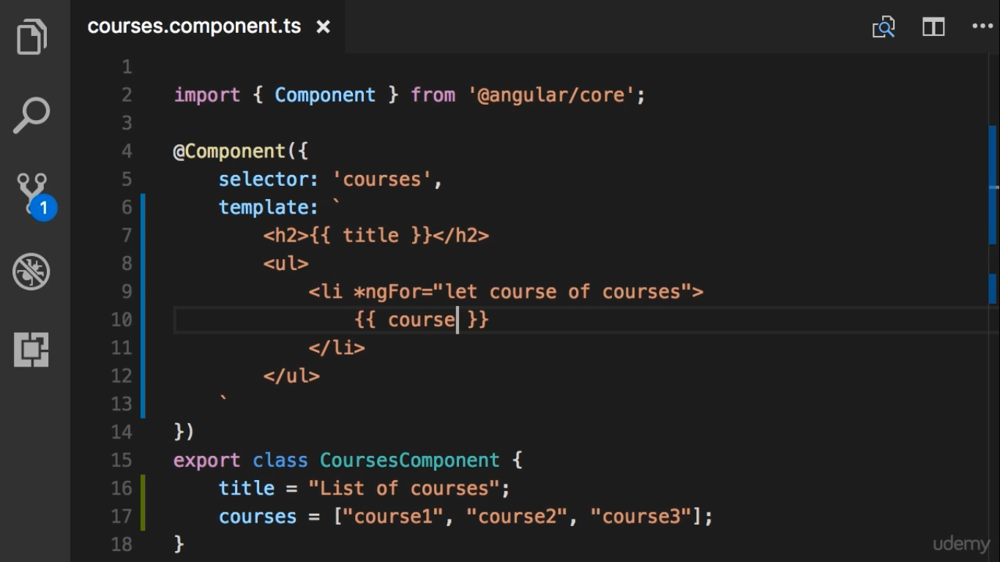 courses.component.ts
1
2 import { Component } from '@angular/core';
3
4 @Component({
5     selector: 'courses',
6     template: `
7         <h2>{{ title }}</h2>
8         <ul>
9             <li *ngFor="let course of courses">
10                 {{ course }}
11             </li>
12         </ul>
13     `
14 })
15 export class CoursesComponent {
16     title = "List of courses";
17     courses = ["course1", "course2", "course3"];
18 }
1
udemy